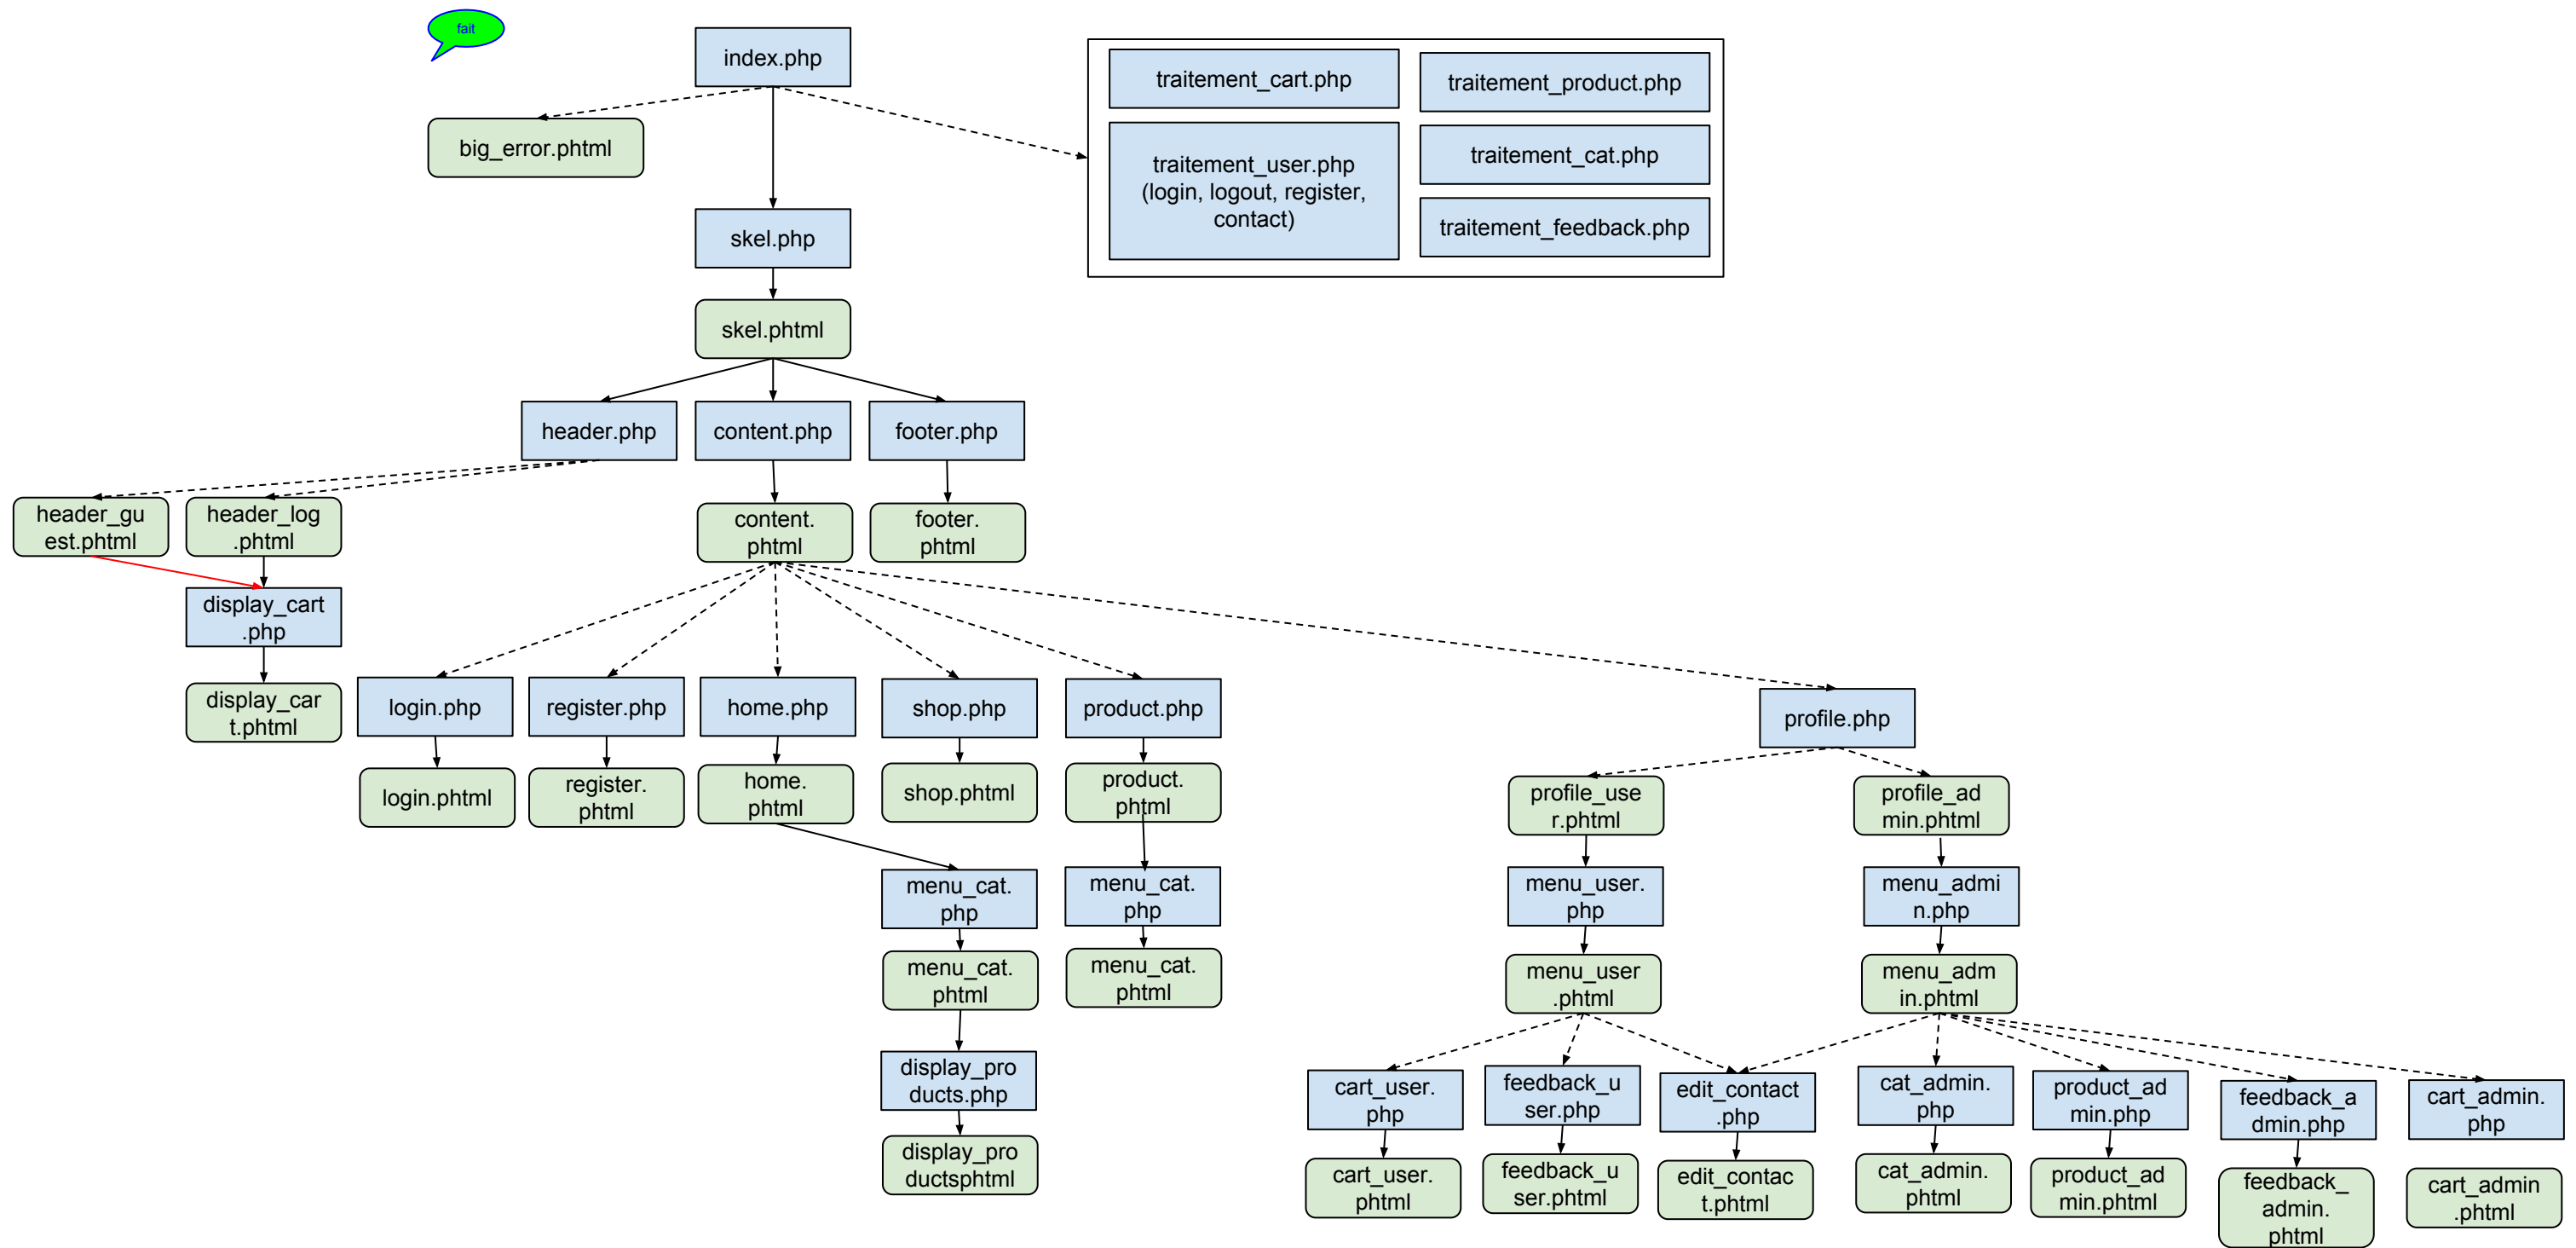 fait
index.php
traitement_cart.php
traitement_product.php
big_error.phtml
traitement_user.php
(login, logout, register,
contact)
traitement_cat.php
traitement_feedback.php
skel.php
skel.phtml
header.php
content.php
footer.php
header_gu
est.phtml
header_log
.phtml
content.
phtml
footer.
phtml
display_cart
.php
display_car
t.phtml
login.php
register.php
home.php
shop.php
product.php
profile.php
login.phtml
register.
phtml
home.
phtml
shop.phtml
product.
phtml
profile_use
r.phtml
profile_ad
min.phtml
menu_cat.
php
menu_cat.
php
menu_user.
php
menu_admi
n.php
menu_cat.
phtml
menu_cat.
phtml
menu_user
.phtml
menu_adm
in.phtml
display_pro
ducts.php
display_pro
ductsphtml
cart_user.
php
feedback_u
ser.php
edit_contact
.php
cat_admin.
php
product_ad
min.php
feedback_a
dmin.php
cart_admin.
php
cart_user.
phtml
feedback_u
ser.phtml
edit_contac
t.phtml
cat_admin.
phtml
product_ad
min.phtml
feedback_
admin.
phtml
cart_admin
.phtml